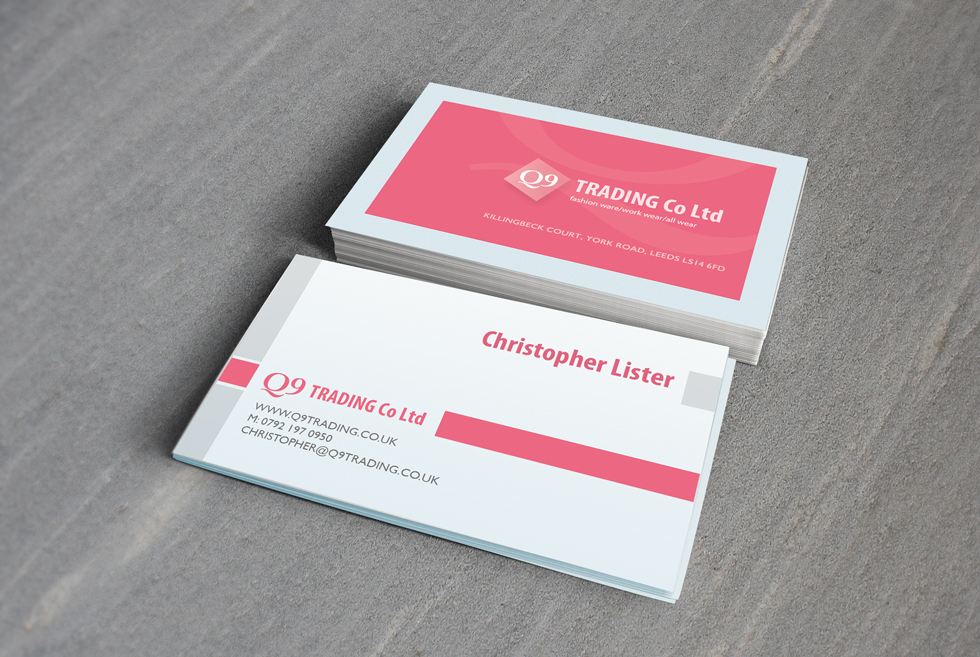 Q9 TRADING Co Ltd
fashion ware/work wear/all wear
KILLINGBECK COURT, YORK ROAD, LEEDS LS14 6FD
Christopher Lister
Q9 TRADING Co Ltd
WWW.Q9TRADING.CO.UK
M: 0792 197 0950
CHRISTOPHER@Q9TRADING.CO.UK